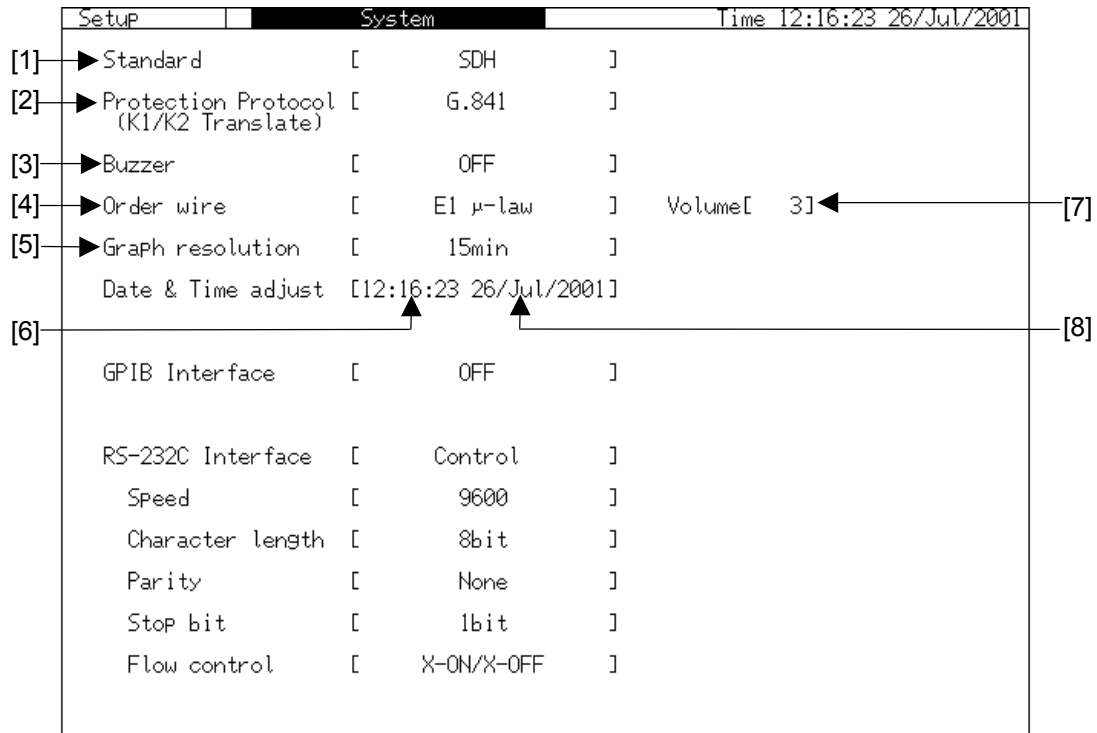 Setup System Time 12:16:23 26/Jul/2001
[1] Standard [ SDH ]
[2] Protection Protocol [ G.841 ]
(K1/K2 Translate)
[3] Buzzer [ OFF ]
[4] Order wire [ E1 μ-law ] Volume[ 3] [7]
[5] Graph resolution [ 15min ]
Date & Time adjust [12:16:23 26/Jul/2001]
[6] [8]
GPIB Interface [ OFF ]
RS-232C Interface [ Control ]
Speed [ 9600 ]
Character length [ 8bit ]
Parity [ None ]
Stop bit [ 1bit ]
Flow control [ X-ON/X-OFF ]